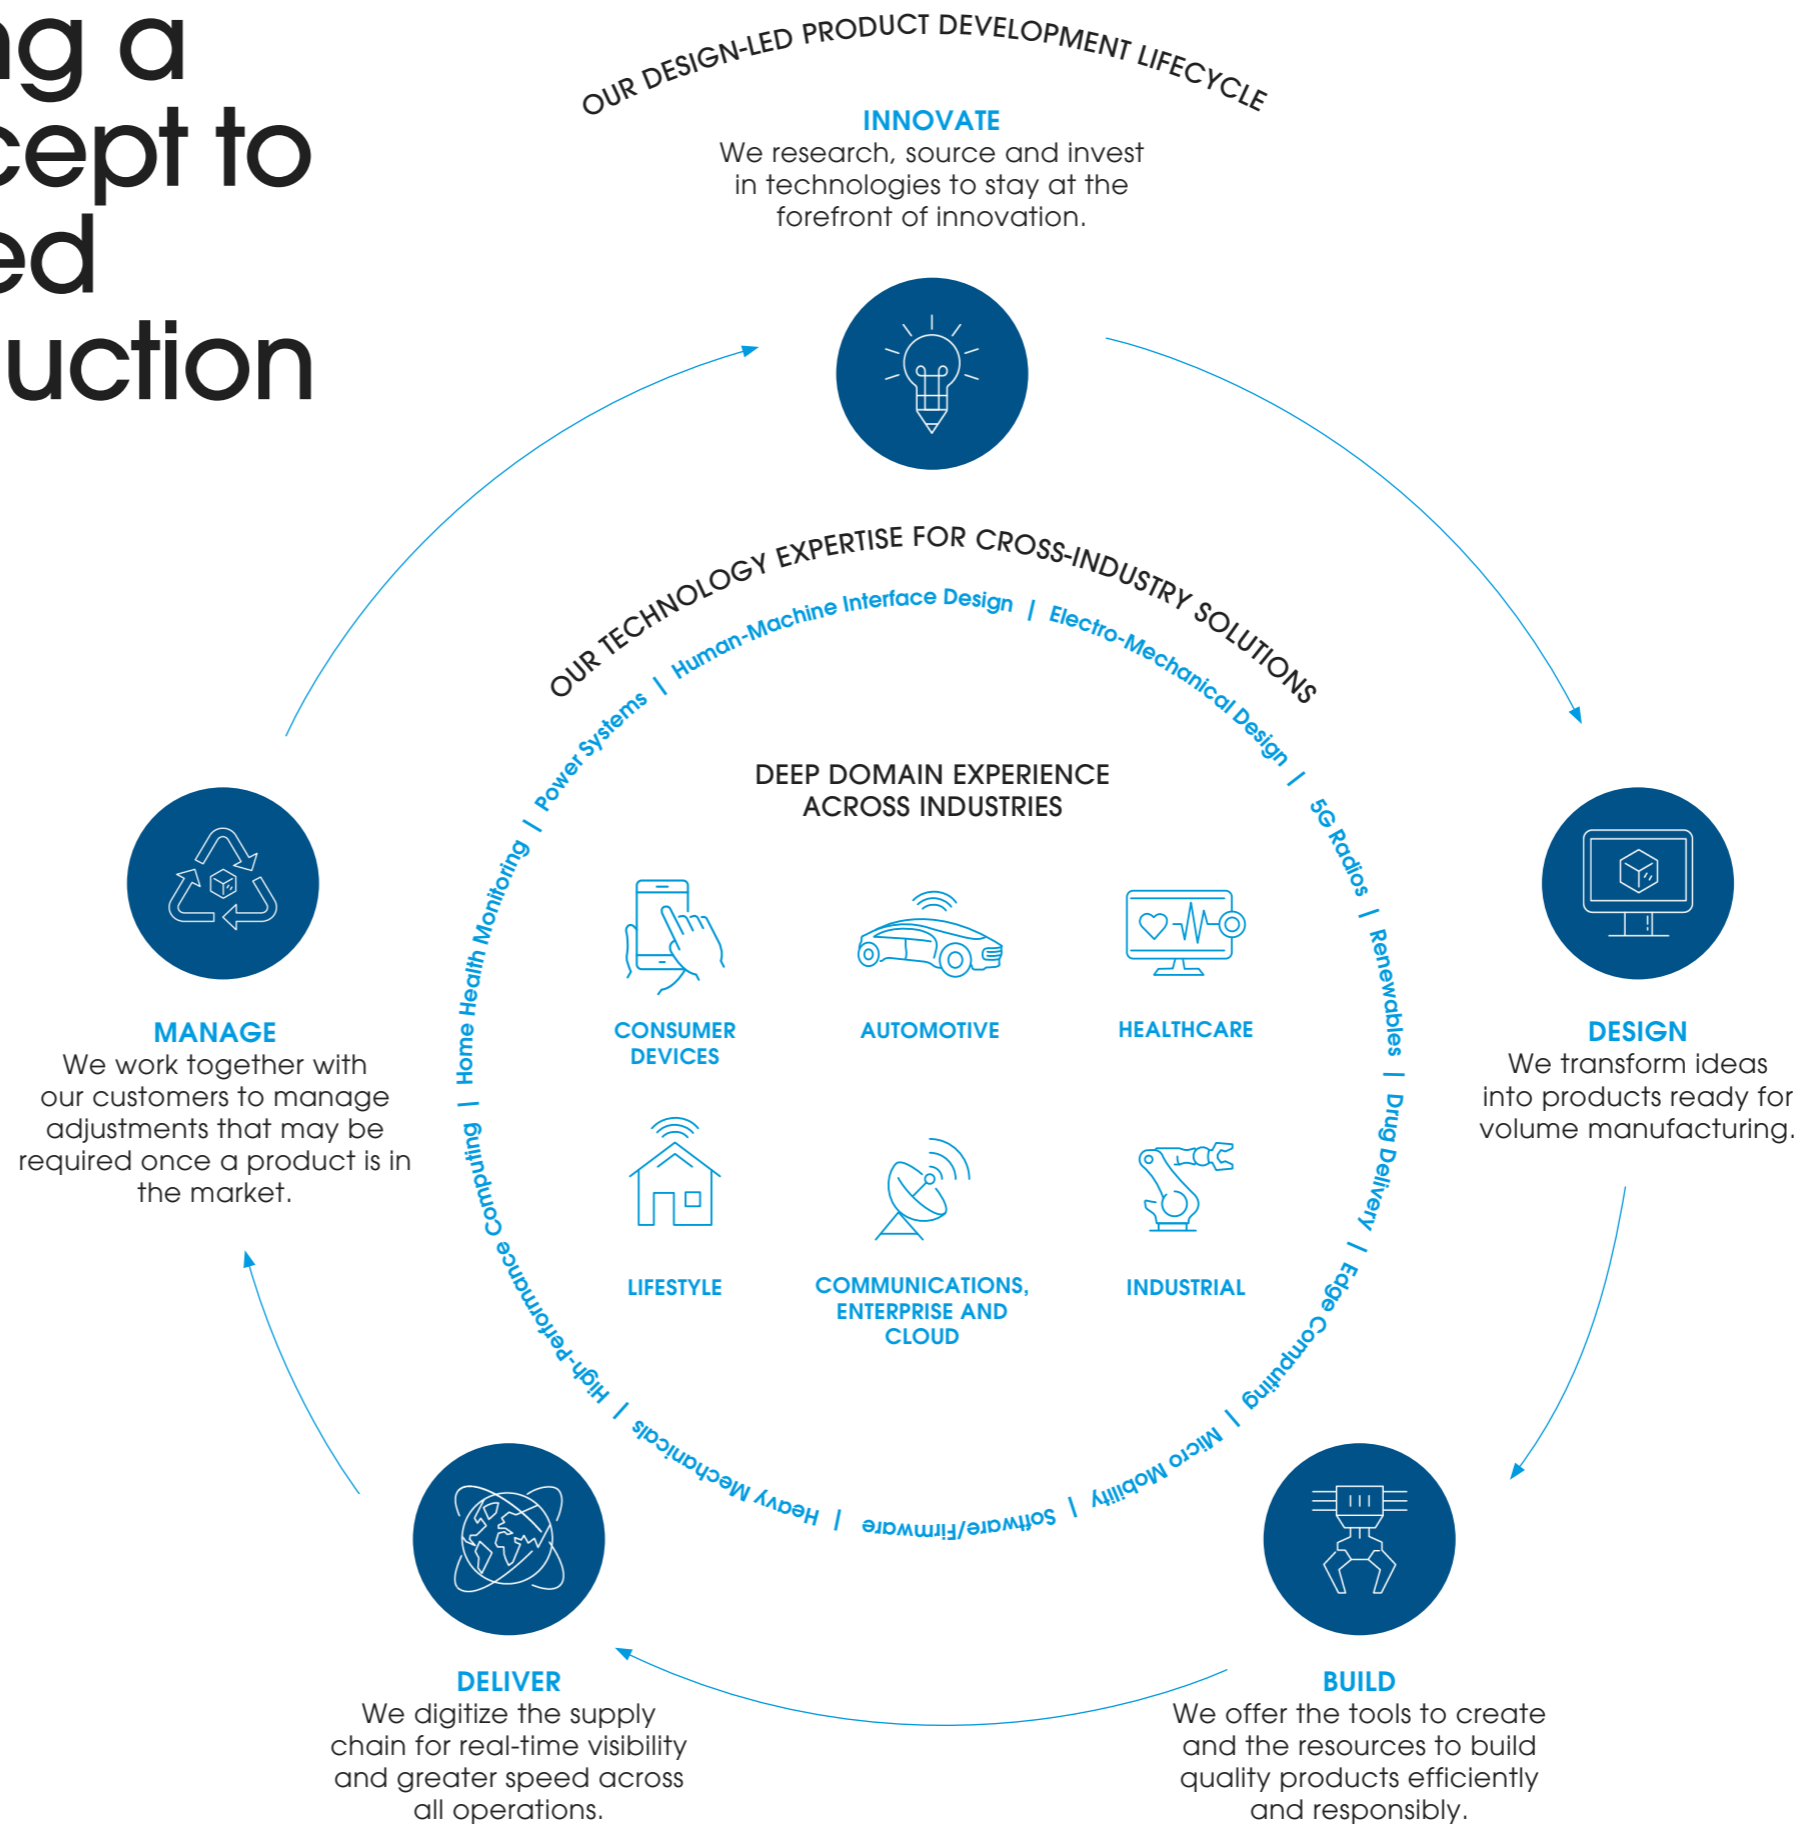 ng a
cept to
ed
uction
OUR DESIGN-LED PRODUCT DEVELOPMENT LIFECYCLE
INNOVATE
We research, source and invest
in technologies to stay at the
forefront of innovation.
OUR TECHNOLOGY EXPERTISE FOR CROSS-INDUSTRY SOLUTIONS
Human-Machine Interface Design | Electro-Mechanical Design | 5G Radios | Renewables | Drug Delivery | Edge Computing | Micro Mobility | Software/Firmware | Heavy Mechanicals | High-Performance Computing | Home Health Monitoring | Power Systems |
DEEP DOMAIN EXPERIENCE
ACROSS INDUSTRIES
CONSUMER
DEVICES
AUTOMOTIVE
HEALTHCARE
LIFESTYLE
COMMUNICATIONS,
ENTERPRISE AND
CLOUD
INDUSTRIAL
DESIGN
We transform ideas
into products ready for
volume manufacturing.
BUILD
We offer the tools to create
and the resources to build
quality products efficiently
and responsibly.
DELIVER
We digitize the supply
chain for real-time visibility
and greater speed across
all operations.
MANAGE
We work together with
our customers to manage
adjustments that may be
required once a product is in
the market.